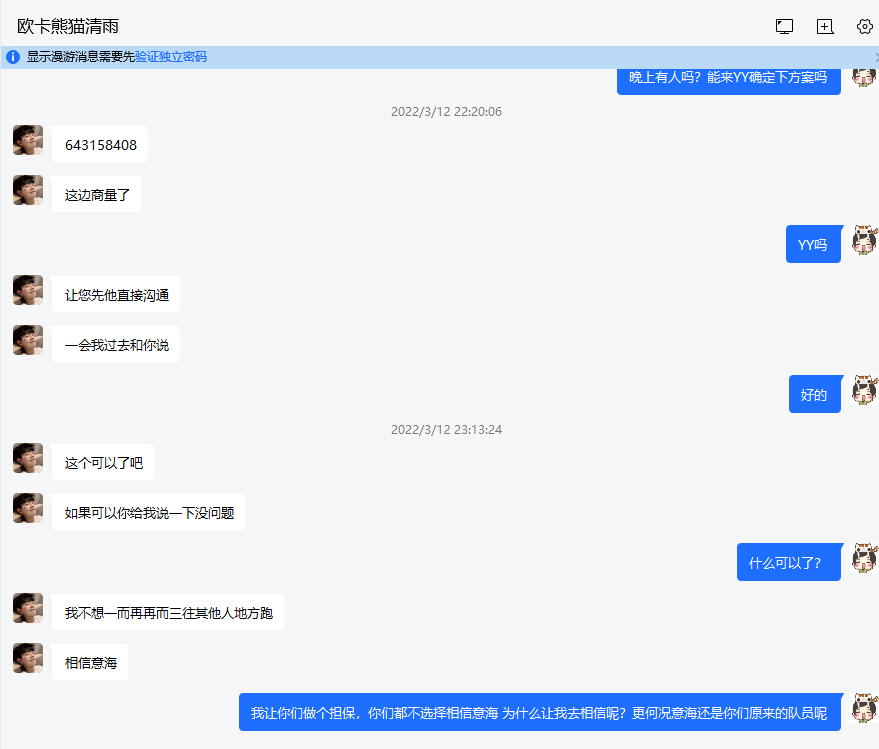 欧卡熊猫清雨
显示漫游消息需要先验证独立密码
晚上有人吗？能来YY确定下方案吗
2022/3/12 22:20:06
643158408
这边商量了
YY吗
让您先他直接沟通
一会我过去和你说
好的
2022/3/12 23:13:24
这个可以了吧
如果可以你给我说一下没问题
什么可以了？
我不想一而再再而三往其他人地方跑
相信意海
我让你们做个担保，你们都不选择相信意海 为什么让我去相信呢？更何况意海还是你们原来的队员呢